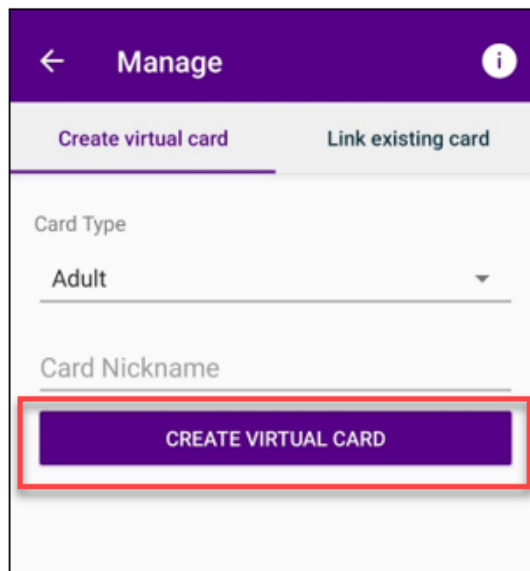 Manage
Create virtual card Link existing card
Card Type
Adult
Card Nickname
CREATE VIRTUAL CARD